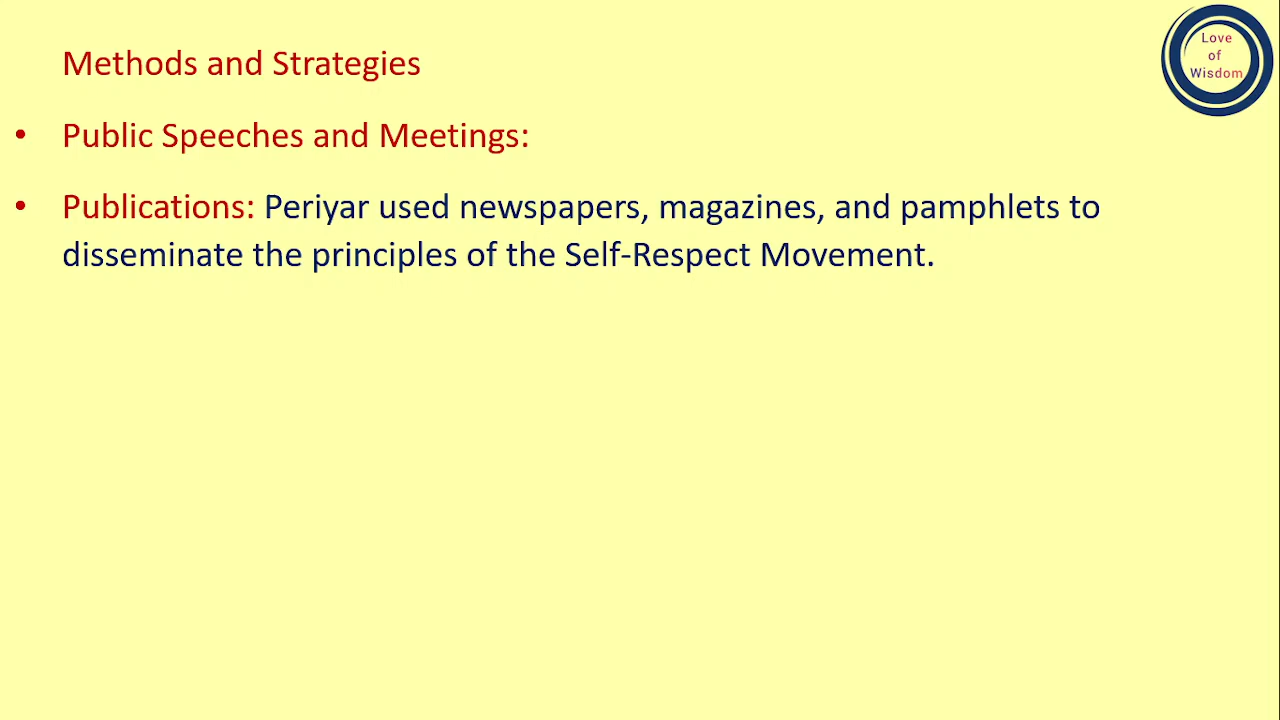 Love
of
Wisdom
Methods and Strategies
• Public Speeches and Meetings:
• Publications: Periyar used newspapers, magazines, and pamphlets to
disseminate the principles of the Self-Respect Movement.